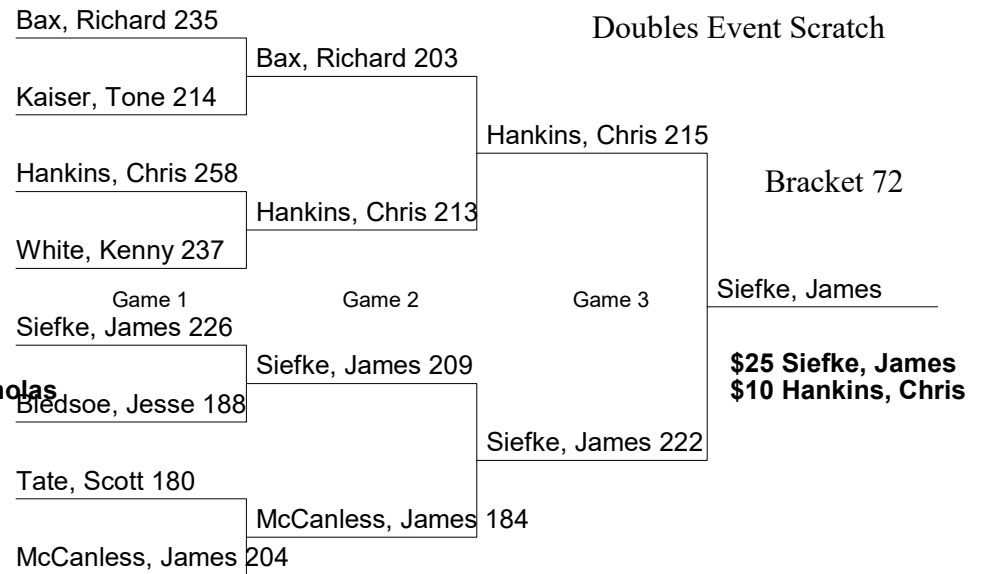 Bax, Richard 235
Doubles Event Scratch
Bax, Richard 203
Kaiser, Tone 214
Hankins, Chris 215
Hankins, Chris 258
Bracket 72
Hankins, Chris 213
White, Kenny 237
Game 1
Game 2
Game 3
Siefke, James
Siefke, James 226
Siefke, James 209
$25 Siefke, James
$10 Hankins, Chris
Bledsoe, Jesse 188
Siefke, James 222
Tate, Scott 180
McCanless, James 184
McCanless, James 204